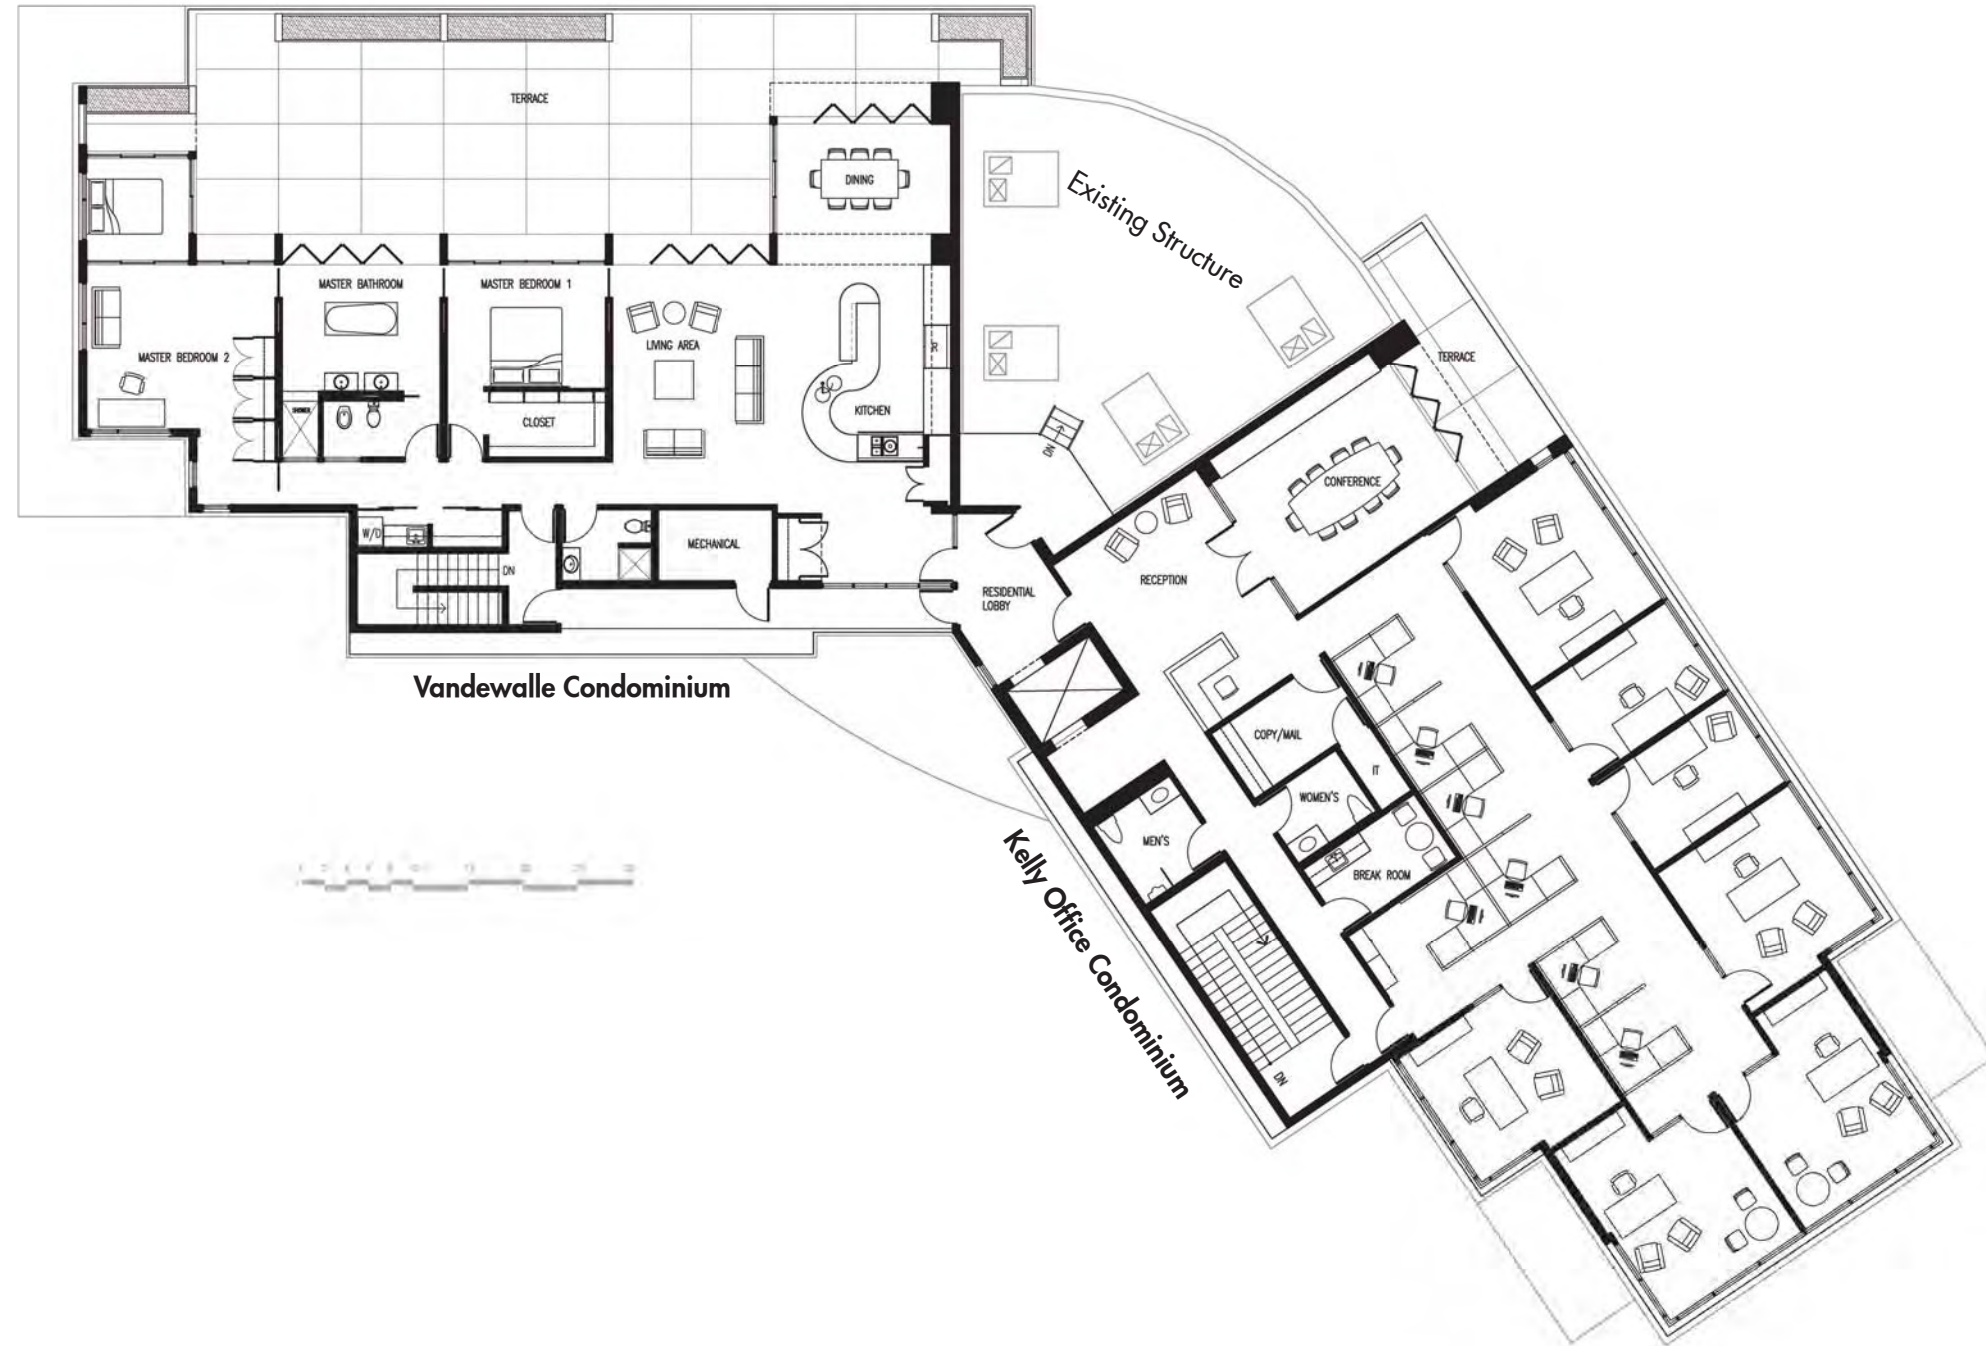 TERRACE
DINING
Existing Structure
MASTER BATHROOM
MASTER BEDROOM 1
LIVING AREA
MASTER BEDROOM 2
R
TERRACE
SHOWER
CLOSET
KITCHEN
DN
CONFERENCE
W/D
MECHANICAL
DN
RESIDENTIAL
LOBBY
RECEPTION
Vandewalle Condominium
COPY/MAIL
IT
WOMEN'S
MEN'S
BREAK ROOM
Kelly Office Condominium
DN